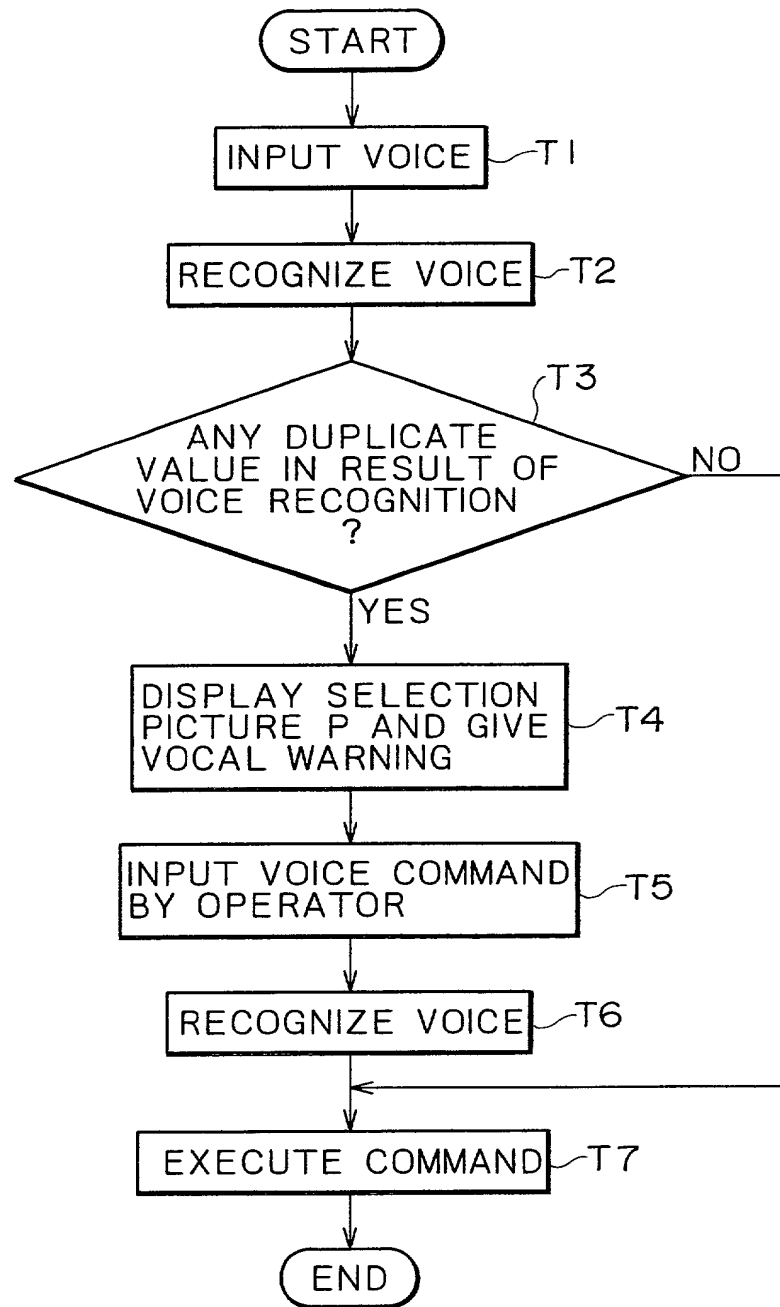 START
INPUT VOICE
T1
RECOGNIZE VOICE
T2
T3
ANY DUPLICATE
VALUE IN RESULT OF
VOICE RECOGNITION
?
NO
YES
DISPLAY SELECTION
PICTURE P AND GIVE
VOCAL WARNING
T4
INPUT VOICE COMMAND
BY OPERATOR
T5
RECOGNIZE VOICE
T6
EXECUTE COMMAND
T7
END